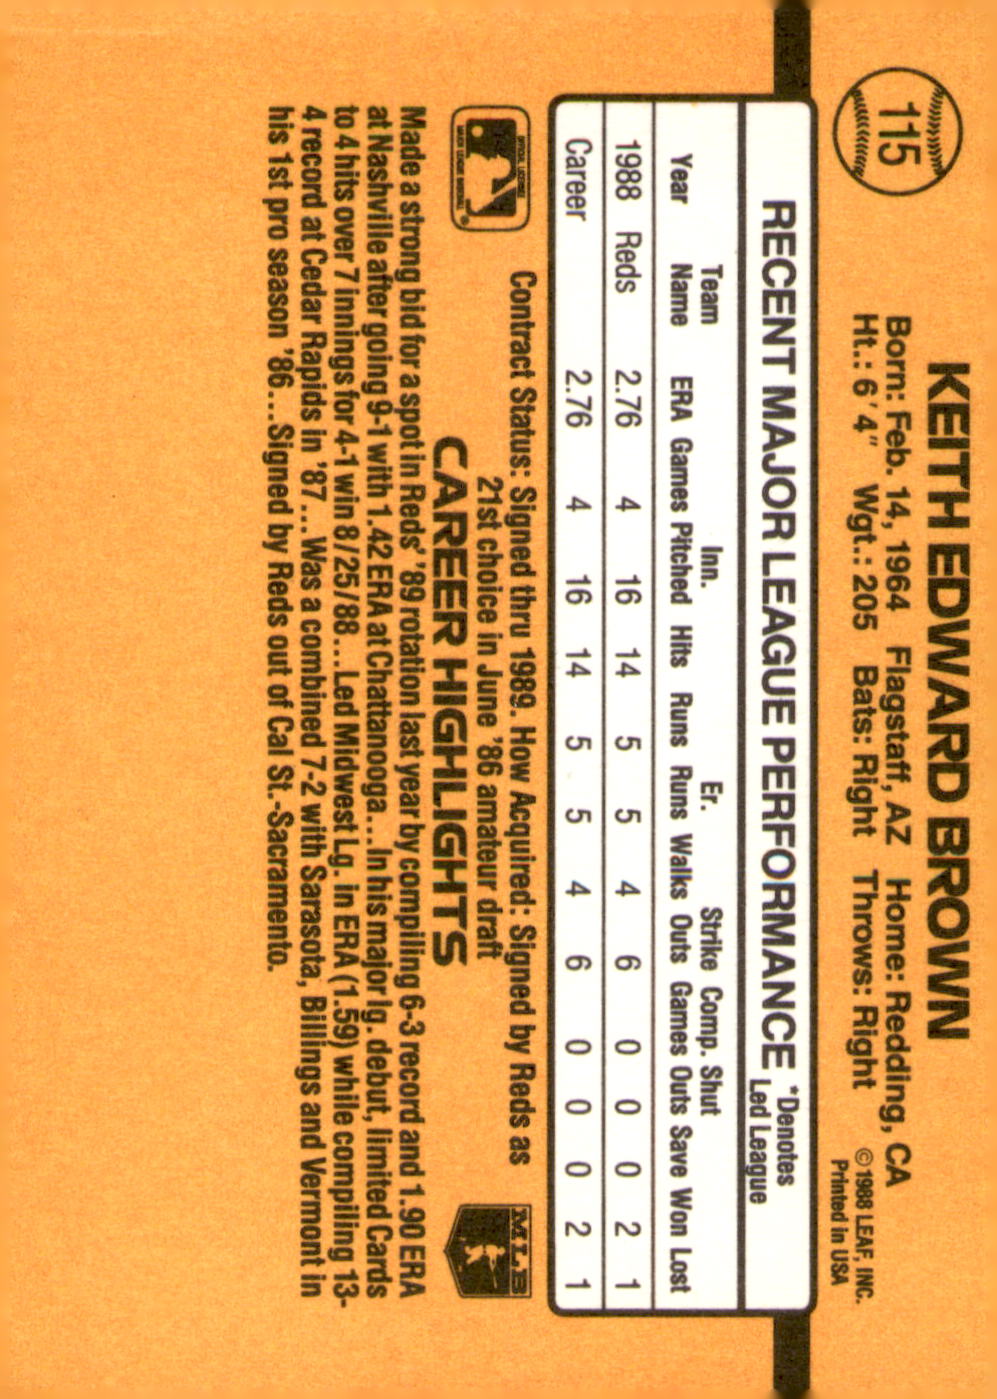 115
KEITH EDWARD BROWN
Born: Feb. 14, 1964 Flagstaff, AZ Home: Redding, CA
Ht.: 6'4" Wgt.: 205 Bats: Right Throws: Right
© 1988 LEAF, INC.
Printed in USA
RECENT MAJOR LEAGUE PERFORMANCE *Denotes Led League
Year Team Name ERA Games Inn. Pitched Hits Runs Er. Runs Walks Strike Outs Comp. Games Shut Outs Save Won Lost
1988 Reds 2.76 4 16 14 5 5 4 6 0 0 0 2 1
Career 2.76 4 16 14 5 5 4 6 0 0 0 2 1
Contract Status: Signed thru 1989. How Acquired: Signed by Reds as
21st choice in June '86 amateur draft
MLB
CAREER HIGHLIGHTS
Made a strong bid for a spot in Reds' '89 rotation last year by compiling 6-3 record and 1.90 ERA
at Nashville after going 9-1 with 1.42 ERA at Chattanooga...In his major lg. debut, limited Cards
to 4 hits over 7 innings for 4-1 win 8/25/88...Led Midwest Lg. in ERA (1.59) while compiling 13-
4 record at Cedar Rapids in '87...Was a combined 7-2 with Sarasota, Billings and Vermont in
his 1st pro season '86...Signed by Reds out of Cal St.-Sacramento.